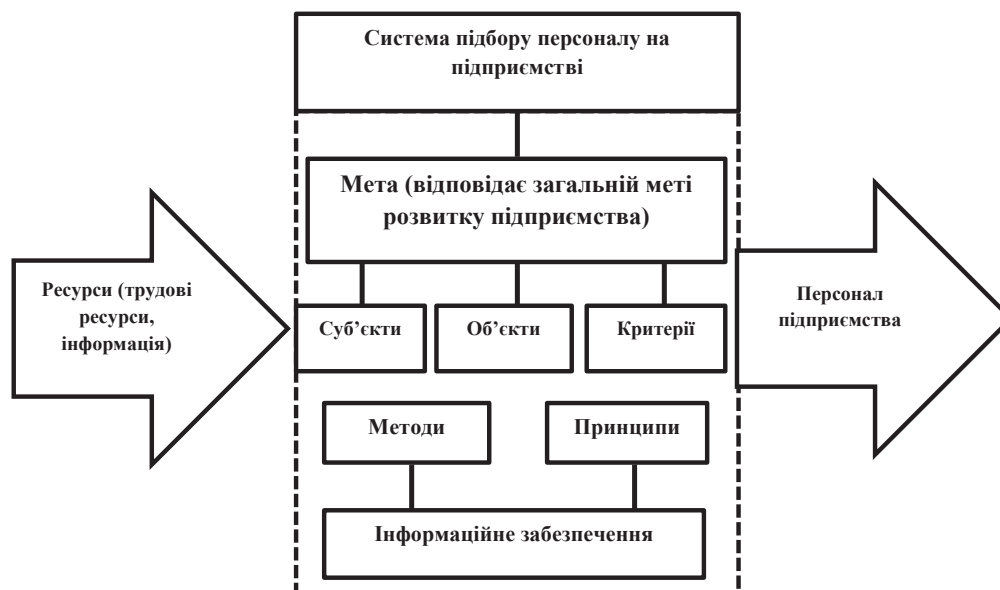 Система підбору персоналу на
підприємстві
Мета (відповідає загальній меті
розвитку підприємства)
Ресурси (трудові
ресурси,
інформація)
Суб’єкти
Об’єкти
Критерії
Персонал
підприємства
Методи
Принципи
Інформаційне забезпечення